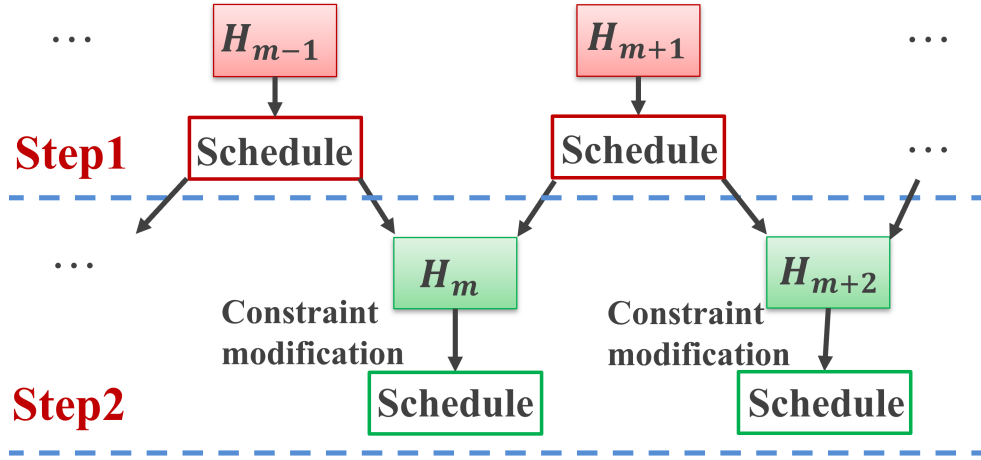 … H_{m-1} H_{m+1} …
Step1 Schedule Schedule …
… H_m H_{m+2}
Constraint
modification
Constraint
modification
Step2 Schedule Schedule